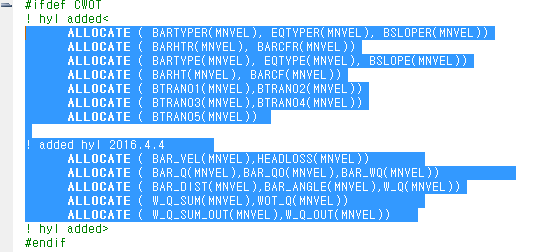 #ifdef CWOT
! hyl added<
ALLOCATE ( BARTYPER(MNVEL), EQTYPER(MNVEL), BSLOPER(MNVEL))
ALLOCATE ( BARHTR(MNVEL), BARCFR(MNVEL))
ALLOCATE ( BARTYPE(MNVEL), EQTYPE(MNVEL), BSLOPE(MNVEL))
ALLOCATE ( BARHT(MNVEL), BARCF(MNVEL))
ALLOCATE ( BTRANO1(MNVEL),BTRANO2(MNVEL))
ALLOCATE ( BTRANO3(MNVEL),BTRANO4(MNVEL))
ALLOCATE ( BTRANO5(MNVEL))
! added hyl 2016.4.4
ALLOCATE ( BAR_VEL(MNVEL),HEADLOSS(MNVEL))
ALLOCATE ( BAR_Q(MNVEL),BAR_QO(MNVEL),BAR_WQ(MNVEL))
ALLOCATE ( BAR_DIST(MNVEL),BAR_ANGLE(MNVEL),W_Q(MNVEL))
ALLOCATE ( W_Q_SUM(MNVEL),WOT_Q(MNVEL))
ALLOCATE ( W_Q_SUM_OUT(MNVEL),W_Q_OUT(MNVEL))
! hyl added>
#endif